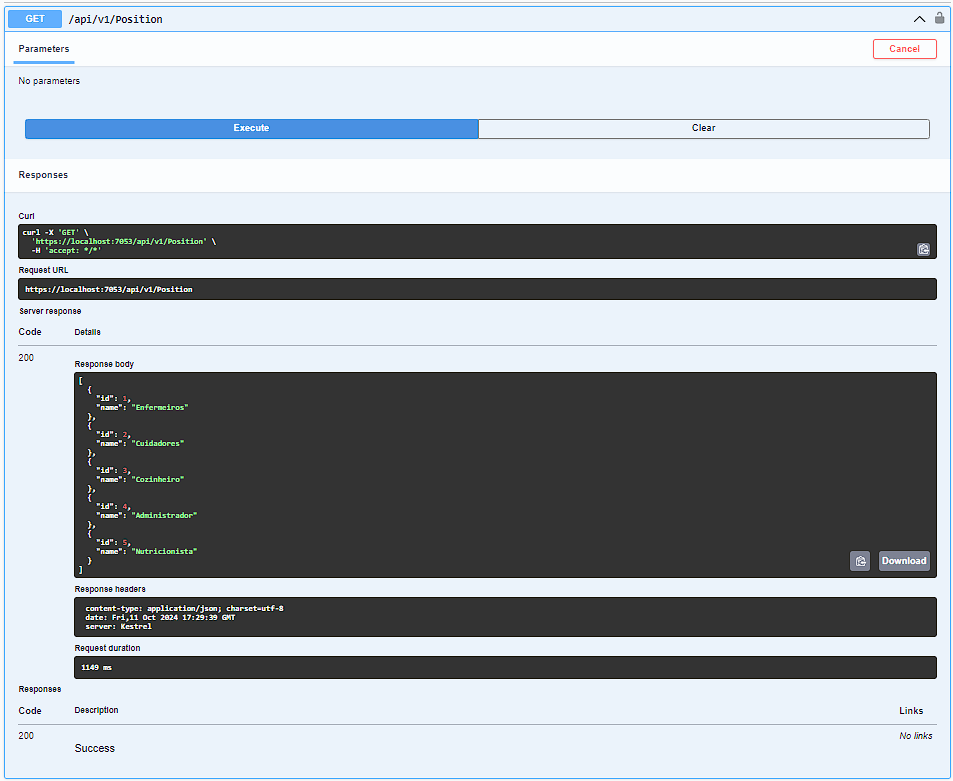 GET /api/v1/Position
Parameters
Cancel
No parameters
Execute
Clear
Responses
Curl
curl -X 'GET' \
  'https://localhost:7053/api/v1/Position' \
  -H 'accept: */*'
Request URL
https://localhost:7053/api/v1/Position
Server response
Code Details
200
Response body
[
  {
    "id": 1,
    "name": "Enfermeiros"
  },
  {
    "id": 2,
    "name": "Cuidadores"
  },
  {
    "id": 3,
    "name": "Cozinheiro"
  },
  {
    "id": 4,
    "name": "Administrador"
  },
  {
    "id": 5,
    "name": "Nutricionista"
  }
]
Download
Response headers
content-type: application/json; charset=utf-8
date: Fri,11 Oct 2024 17:29:39 GMT
server: Kestrel
Request duration
1149 ms
Responses
Code Description Links
200 No links
Success